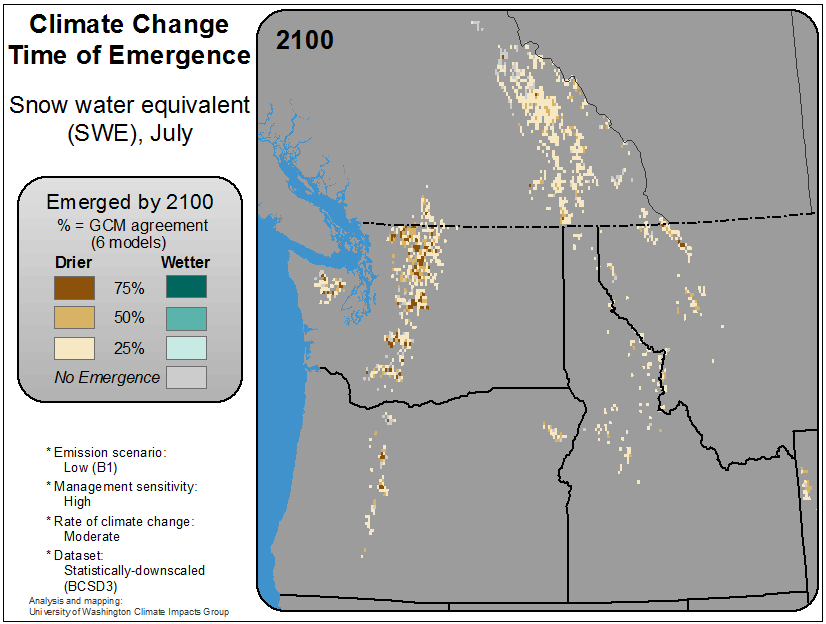 Climate Change
Time of Emergence
Snow water equivalent
(SWE), July
Emerged by 2100
% = GCM agreement
(6 models)
Drier Wetter
75%
50%
25%
No Emergence
* Emission scenario:
Low (B1)
* Management sensitivity:
High
* Rate of climate change:
Moderate
* Dataset:
Statistically-downscaled
(BCSD3)
Analysis and mapping:
University of Washington Climate Impacts Group
2100